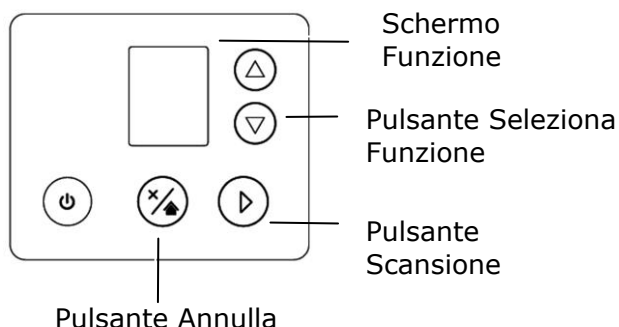 Schermo
Funzione
Pulsante Seleziona
Funzione
Pulsante
Scansione
Pulsante Annulla